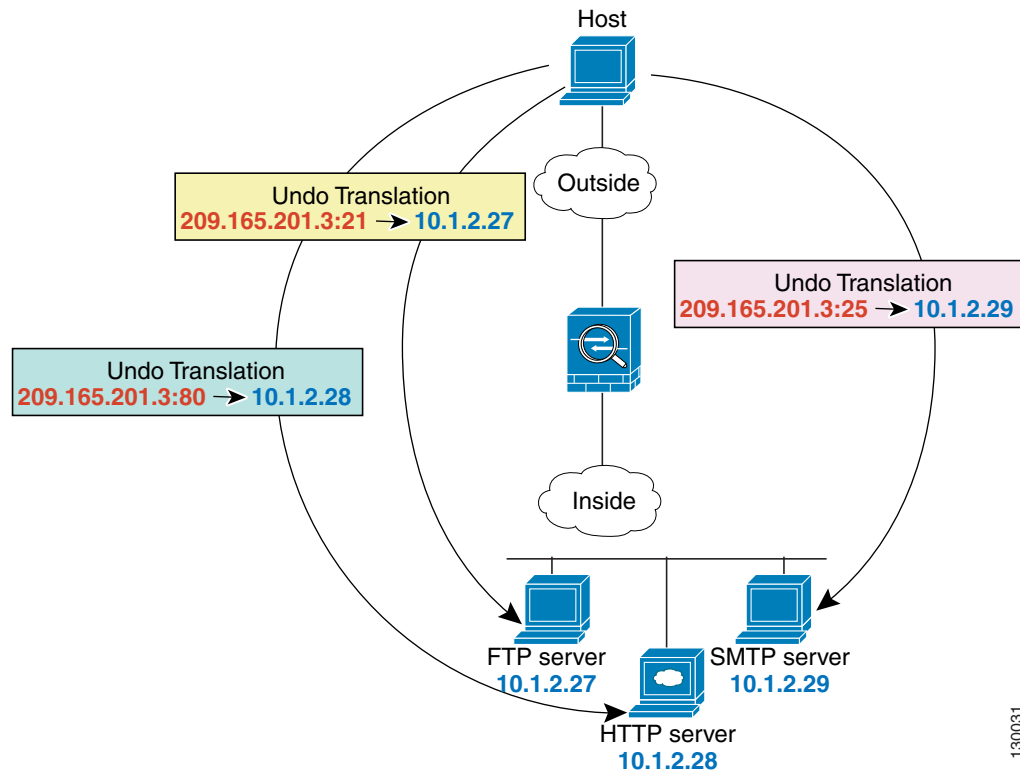 Host
Outside
Undo Translation
209.165.201.3:21 → 10.1.2.27
Undo Translation
209.165.201.3:25 → 10.1.2.29
Undo Translation
209.165.201.3:80 → 10.1.2.28
Inside
FTP server
10.1.2.27
SMTP server
10.1.2.29
HTTP server
10.1.2.28
130031